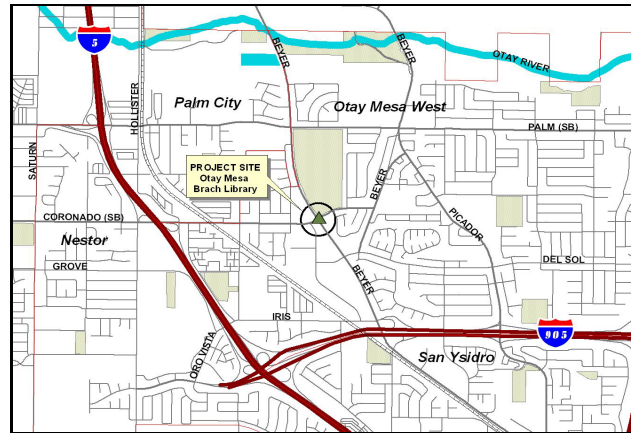 5
BEYER
BEYER
OTAY RIVER
HOLLISTER
Palm City
Otay Mesa West
PALM (SB)
SATURN
PROJECT SITE
Otay Mesa
Brach Library
BEYER
PICADOR
CORONADO (SB)
Nestor
GROVE
BEYER
DEL SOL
IRIS
905
ORO VISTA
San Ysidro